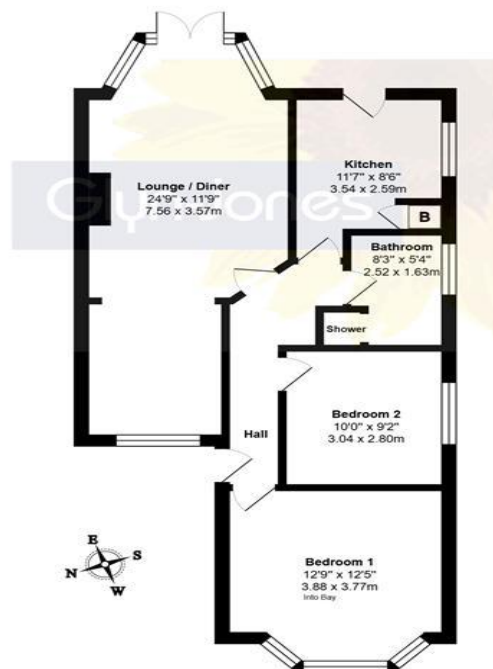 Kitchen
11'7" x 8'6"
3.54 x 2.59m
Lounge / Diner
24'9" x 11'9"
7.56 x 3.57m
GlynJones
B
Bathroom
8'3" x 5'4"
2.52 x 1.63m
Shower
Bedroom 2
10'0" x 9'2"
3.04 x 2.80m
Hall
E
S
N
W
Bedroom 1
12'9" x 12'5"
3.88 x 3.77m
Into Bay